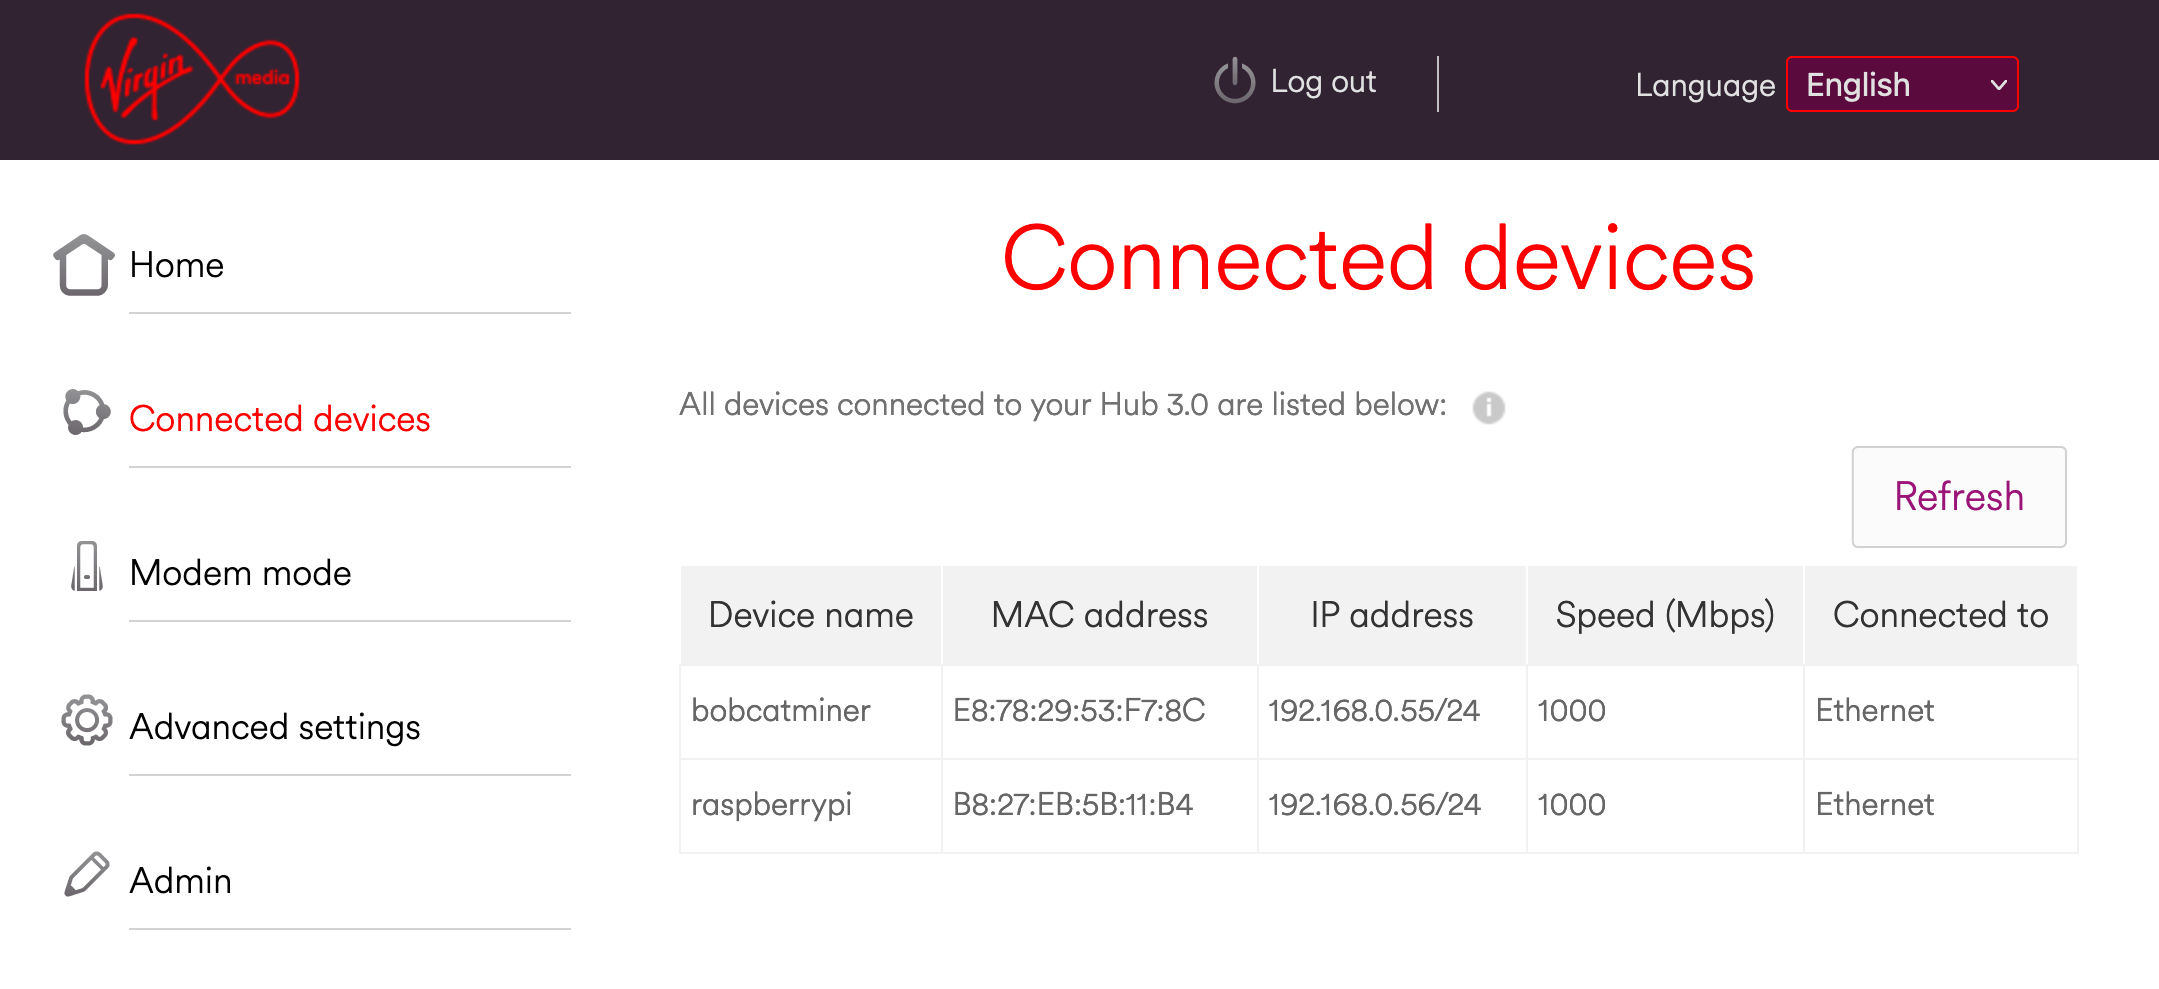 Virgin media
Log out
Language English
Home
Connected devices
Modem mode
Advanced settings
Admin
Connected devices
All devices connected to your Hub 3.0 are listed below:
Refresh
Device name MAC address IP address Speed (Mbps) Connected to
bobcatminer E8:78:29:53:F7:8C 192.168.0.55/24 1000 Ethernet
raspberrypi B8:27:EB:5B:11:B4 192.168.0.56/24 1000 Ethernet